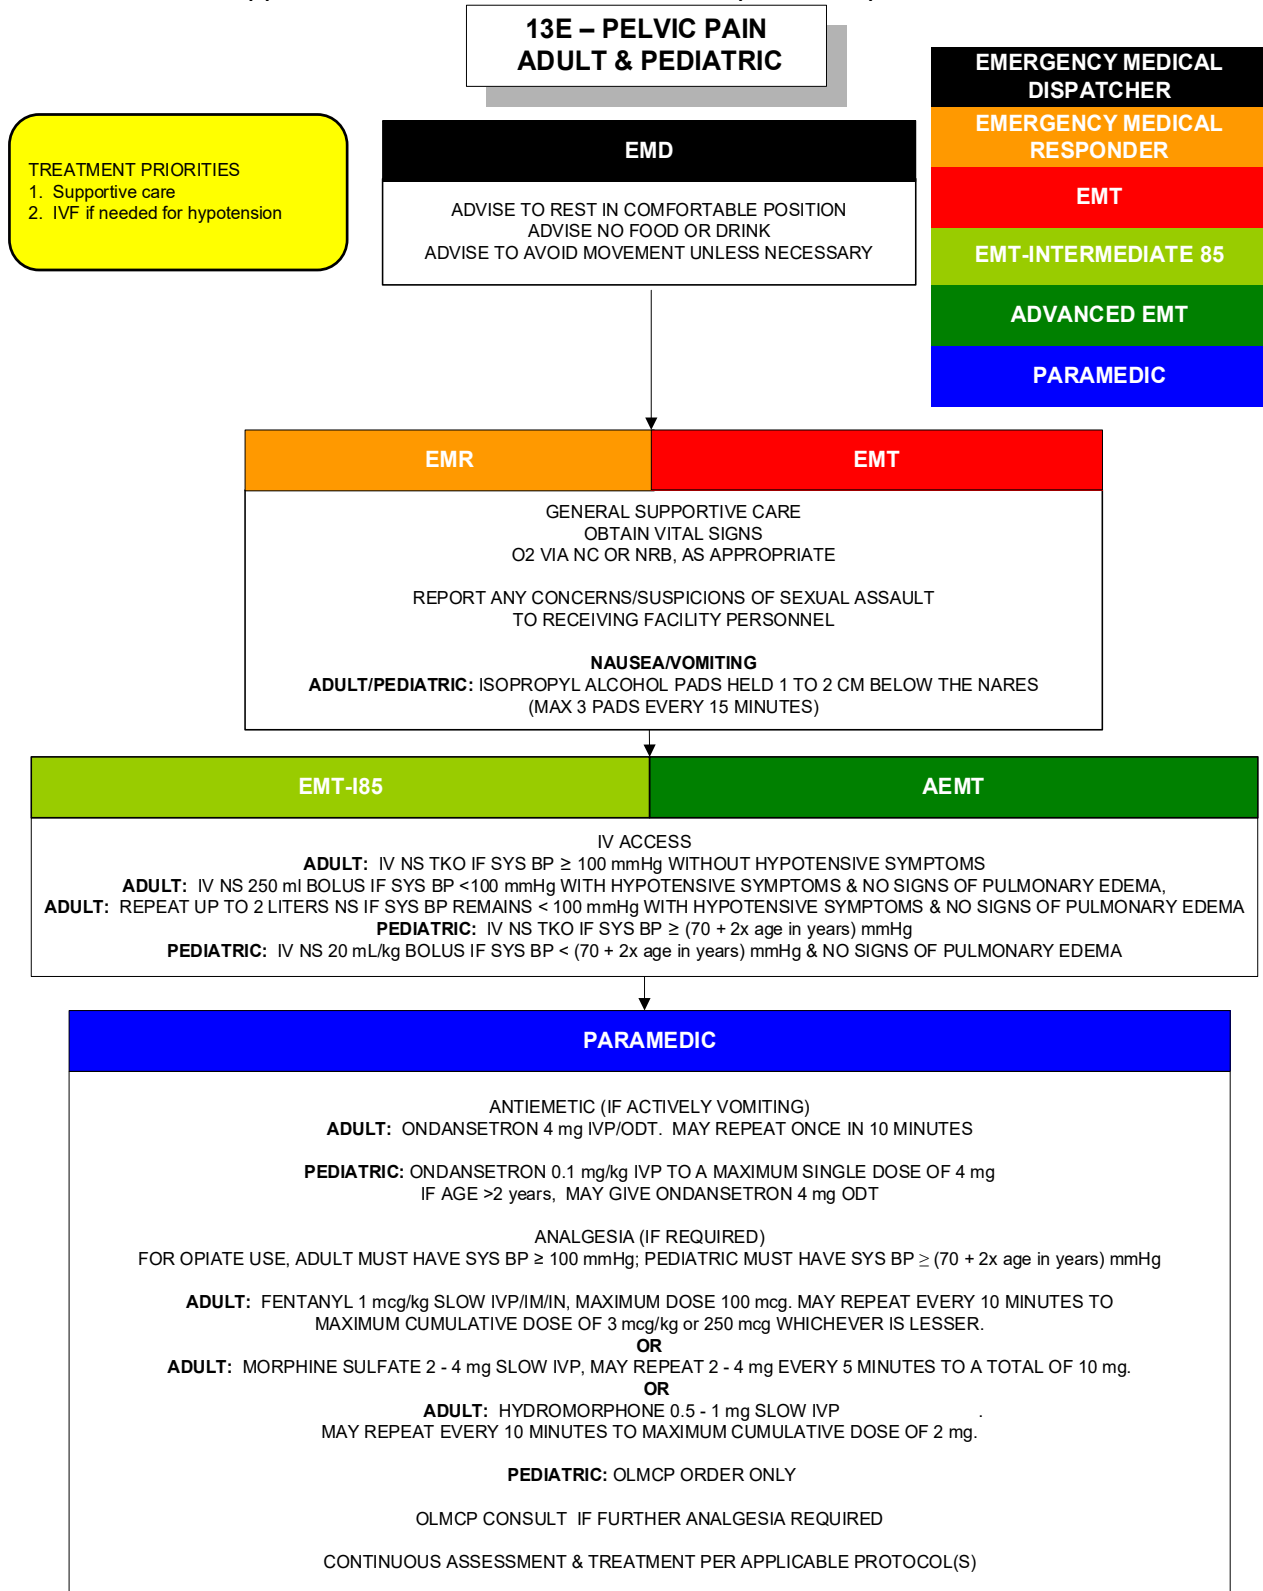 13E – PELVIC PAIN
ADULT & PEDIATRIC
EMERGENCY MEDICAL
DISPATCHER
EMERGENCY MEDICAL
RESPONDER
EMT
EMT-INTERMEDIATE 85
ADVANCED EMT
PARAMEDIC
TREATMENT PRIORITIES
1. Supportive care
2. IVF if needed for hypotension
EMD
ADVISE TO REST IN COMFORTABLE POSITION
ADVISE NO FOOD OR DRINK
ADVISE TO AVOID MOVEMENT UNLESS NECESSARY
EMR
EMT
GENERAL SUPPORTIVE CARE
OBTAIN VITAL SIGNS
O2 VIA NC OR NRB, AS APPROPRIATE
REPORT ANY CONCERNS/SUSPICIONS OF SEXUAL ASSAULT
TO RECEIVING FACILITY PERSONNEL
NAUSEA/VOMITING
ADULT/PEDIATRIC: ISOPROPYL ALCOHOL PADS HELD 1 TO 2 CM BELOW THE NARES
(MAX 3 PADS EVERY 15 MINUTES)
EMT-I85
AEMT
IV ACCESS
ADULT: IV NS TKO IF SYS BP ≥ 100 mmHg WITHOUT HYPOTENSIVE SYMPTOMS
ADULT: IV NS 250 ml BOLUS IF SYS BP <100 mmHg WITH HYPOTENSIVE SYMPTOMS & NO SIGNS OF PULMONARY EDEMA,
ADULT: REPEAT UP TO 2 LITERS NS IF SYS BP REMAINS < 100 mmHg WITH HYPOTENSIVE SYMPTOMS & NO SIGNS OF PULMONARY EDEMA
PEDIATRIC: IV NS TKO IF SYS BP ≥ (70 + 2x age in years) mmHg
PEDIATRIC: IV NS 20 mL/kg BOLUS IF SYS BP < (70 + 2x age in years) mmHg & NO SIGNS OF PULMONARY EDEMA
PARAMEDIC
ANTIEMETIC (IF ACTIVELY VOMITING)
ADULT: ONDANSETRON 4 mg IVP/ODT. MAY REPEAT ONCE IN 10 MINUTES
PEDIATRIC: ONDANSETRON 0.1 mg/kg IVP TO A MAXIMUM SINGLE DOSE OF 4 mg
IF AGE >2 years, MAY GIVE ONDANSETRON 4 mg ODT
ANALGESIA (IF REQUIRED)
FOR OPIATE USE, ADULT MUST HAVE SYS BP ≥ 100 mmHg; PEDIATRIC MUST HAVE SYS BP ≥ (70 + 2x age in years) mmHg
ADULT: FENTANYL 1 mcg/kg SLOW IVP/IM/IN, MAXIMUM DOSE 100 mcg. MAY REPEAT EVERY 10 MINUTES TO
MAXIMUM CUMULATIVE DOSE OF 3 mcg/kg or 250 mcg WHICHEVER IS LESSER.
OR
ADULT: MORPHINE SULFATE 2 - 4 mg SLOW IVP, MAY REPEAT 2 - 4 mg EVERY 5 MINUTES TO A TOTAL OF 10 mg.
OR
ADULT: HYDROMORPHONE 0.5 - 1 mg SLOW IVP .
MAY REPEAT EVERY 10 MINUTES TO MAXIMUM CUMULATIVE DOSE OF 2 mg.
PEDIATRIC: OLMCP ORDER ONLY
OLMCP CONSULT IF FURTHER ANALGESIA REQUIRED
CONTINUOUS ASSESSMENT & TREATMENT PER APPLICABLE PROTOCOL(S)